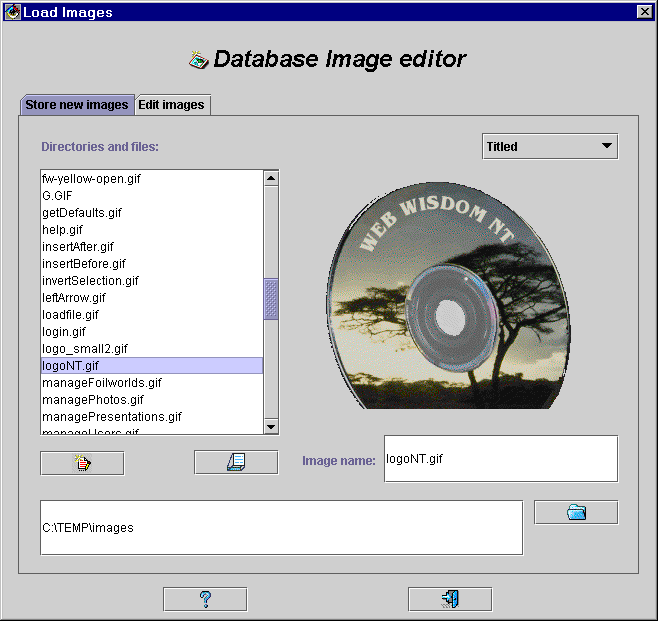 Load Images
Database Image editor
Store new images
Edit images
Directories and files:
Titled
fw-yellow-open.gif
G.GIF
getDefaults.gif
help.gif
insertAfter.gif
insertBefore.gif
invertSelection.gif
leftArrow.gif
loadfile.gif
login.gif
logo_small2.gif
logoNT.gif
manageFoilworlds.gif
managePhotos.gif
managePresentations.gif
manageUsers.gif
WEB WISDOM NT
Image name:
logoNT.gif
C:\TEMP\images
?